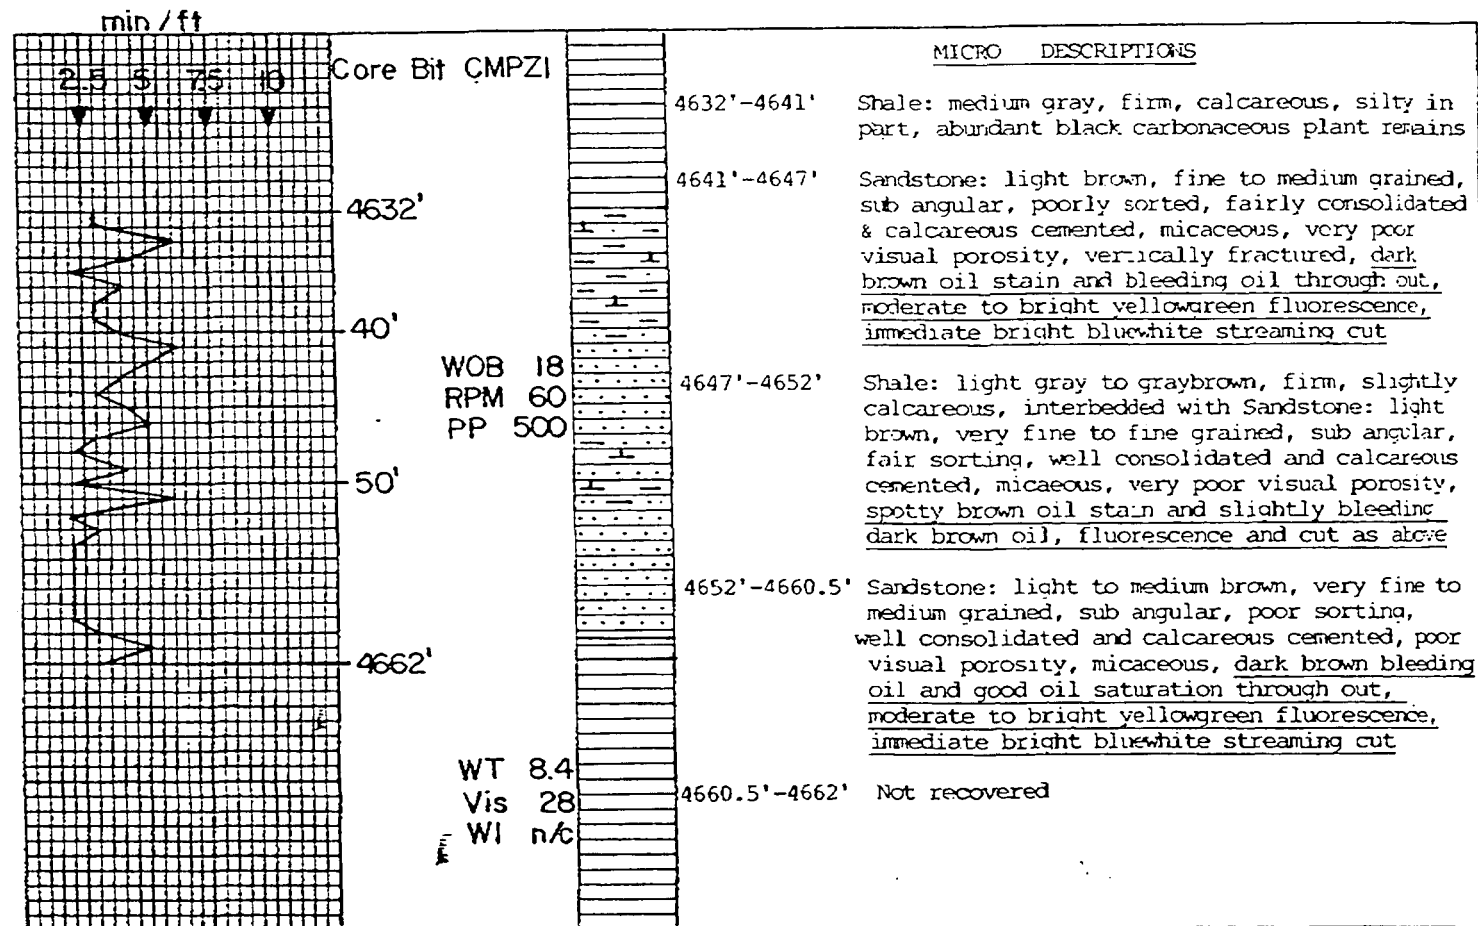 min / ft
2.5 5 7.5 10
Core Bit CMPZI
4632'
40'
WOB 18
RPM 60
PP 500
50'
4662'
WT 8.4
Vis 28
WI n/c
MICRO DESCRIPTIONS
4632'-4641' Shale: medium gray, firm, calcareous, silty in
part, abundant black carbonaceous plant remains
4641'-4647' Sandstone: light brown, fine to medium grained,
sub angular, poorly sorted, fairly consolidated
& calcareous cemented, micaceous, very poor
visual porosity, vertically fractured, dark
brown oil stain and bleeding oil through out,
moderate to bright yellowgreen fluorescence,
immediate bright bluewhite streaming cut
4647'-4652' Shale: light gray to graybrown, firm, slightly
calcareous, interbedded with Sandstone: light
brown, very fine to fine grained, sub angular,
fair sorting, well consolidated and calcareous
cemented, micaeous, very poor visual porosity,
spotty brown oil stain and slightly bleeding
dark brown oil, fluorescence and cut as above
4652'-4660.5' Sandstone: light to medium brown, very fine to
medium grained, sub angular, poor sorting,
well consolidated and calcareous cemented, poor
visual porosity, micaceous, dark brown bleeding
oil and good oil saturation through out,
moderate to bright yellowgreen fluorescence,
immediate bright bluewhite streaming cut
4660.5'-4662' Not recovered